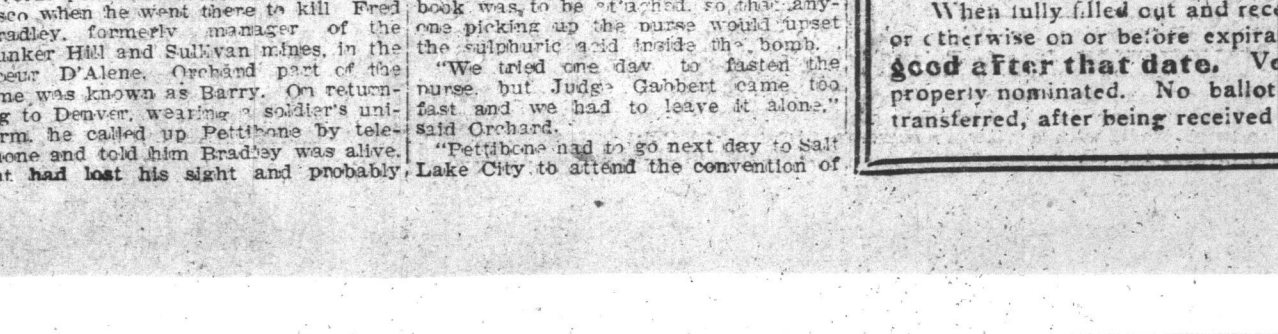 sco when he went there to kill Fred
radley, formerly manager of the
unker Hill and Sullivan mines, in the
oeur D'Alene. Orchard part of the
me was known as Barry. On return-
g to Denver, wearing a soldier's uni-
rm, he called up Pettibone by tele-
one and told him Bradley was alive.
t had lost his sight and probably
book was to be attached, so that any-
one picking up the purse would upset
the sulphuric acid inside the bomb.
"We tried one day to fasten the
purse, but Judge Gabbert came too
fast and we had to leave it alone."
said Orchard.
"Pettibone had to go next day to Salt
Lake City to attend the convention of
When fully filled out and rece
or otherwise on or before expira
good after that date. Ve
properly nominated. No ballot
transferred, after being received